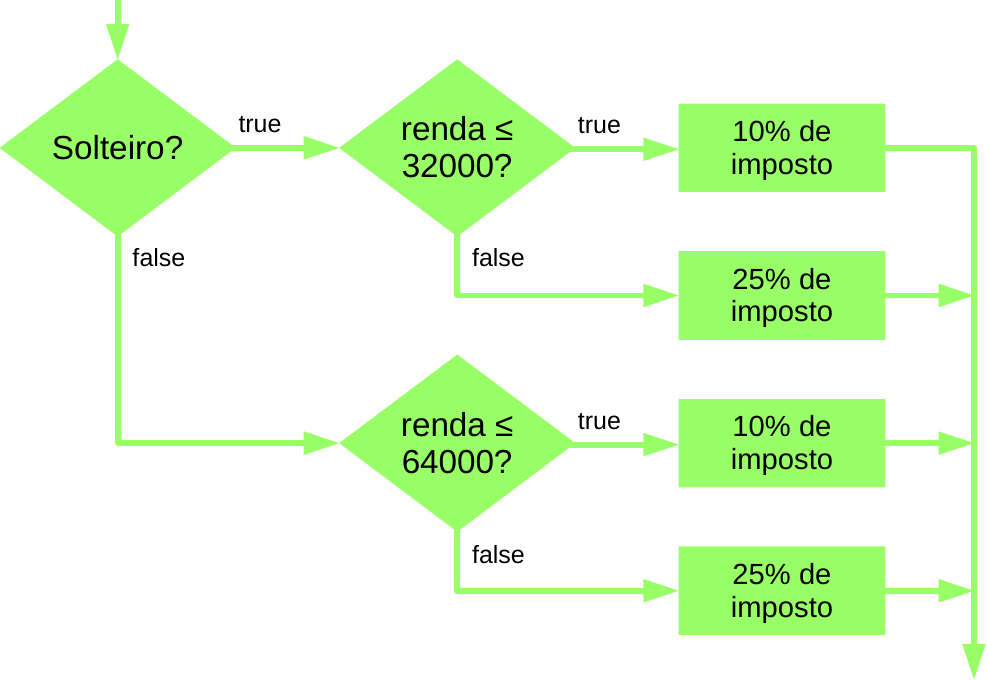 Solteiro?
true
renda ≤
32000?
true
10% de
imposto
false
false
25% de
imposto
renda ≤
64000?
true
10% de
imposto
false
25% de
imposto